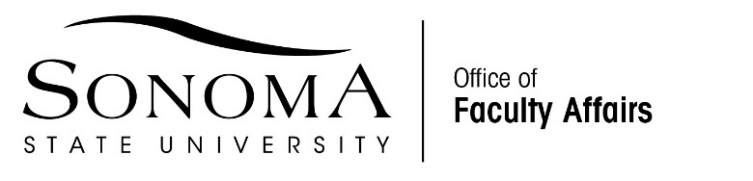 SONOMA
STATE UNIVERSITY
Office of
Faculty Affairs